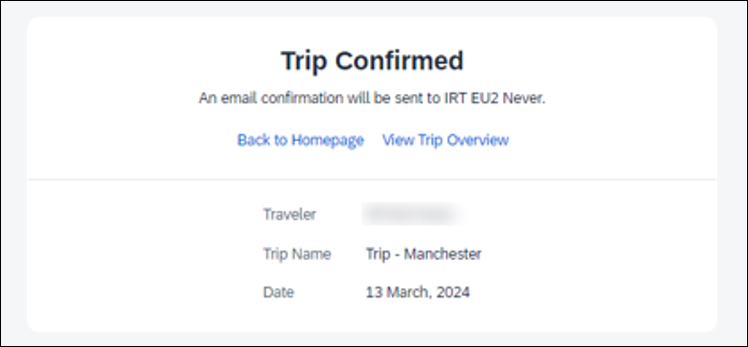 Trip Confirmed
An email confirmation will be sent to IRT EU2 Never.
Back to Homepage View Trip Overview
Traveler
Trip Name Trip - Manchester
Date 13 March, 2024